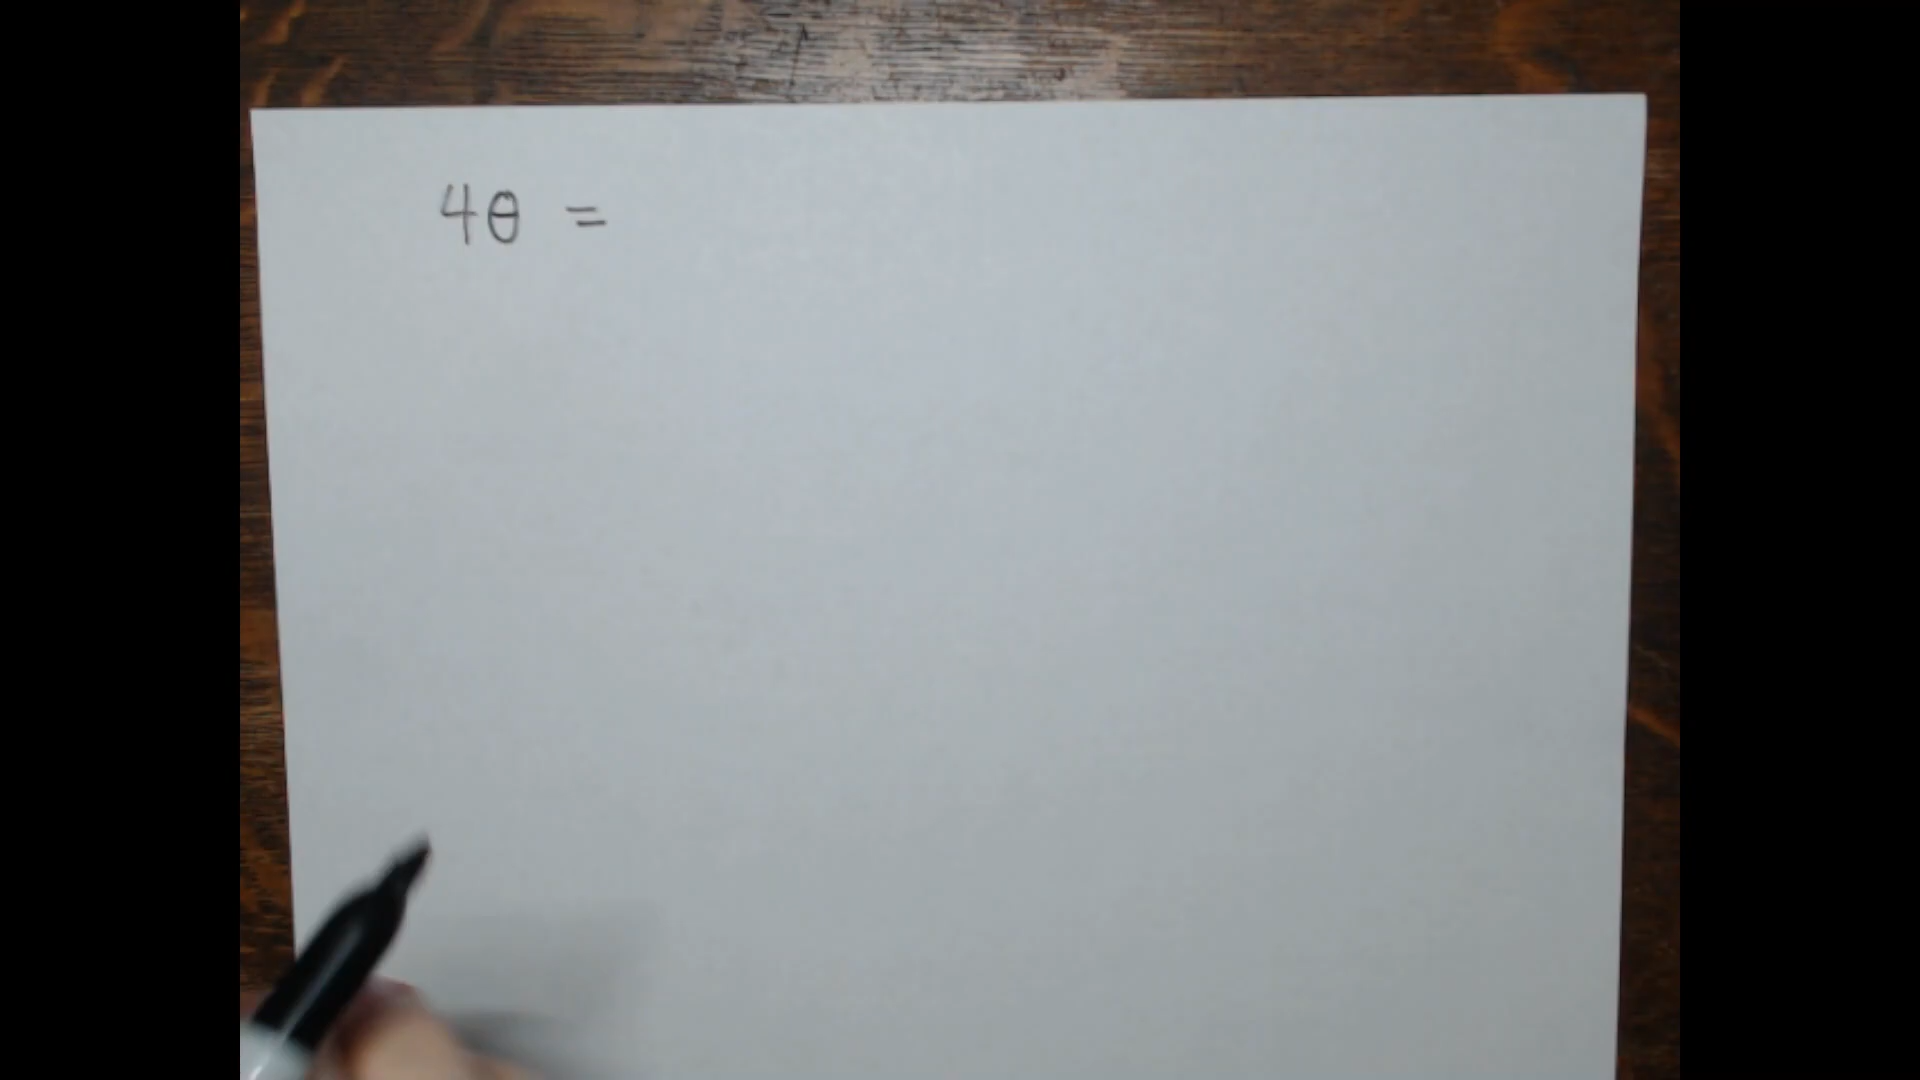 4θ =